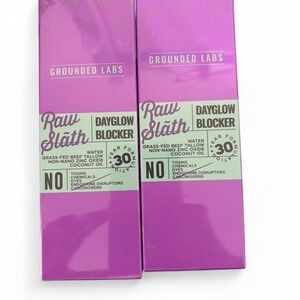 GROUNDED LABS
Raw
Släth
DAYGLOW
BLOCKER
WATER
GRASS-FED BEEF TALLOW
NON-NANO ZINC OXIDE
COCONUT OIL
30
NO
TOXINS
CHEMICALS
DYES
ENDOCRINE DISRUPTORS
CARCINOGENS
GROUNDED LABS
Raw
Släth
DAYGLOW
BLOCKER
WATER
GRASS-FED BEEF TALLOW
NON-NANO ZINC OXIDE
COCONUT OIL
30
NO
TOXINS
CHEMICALS
DYES
ENDOCRINE DISRUPTORS
CARCINOGENS